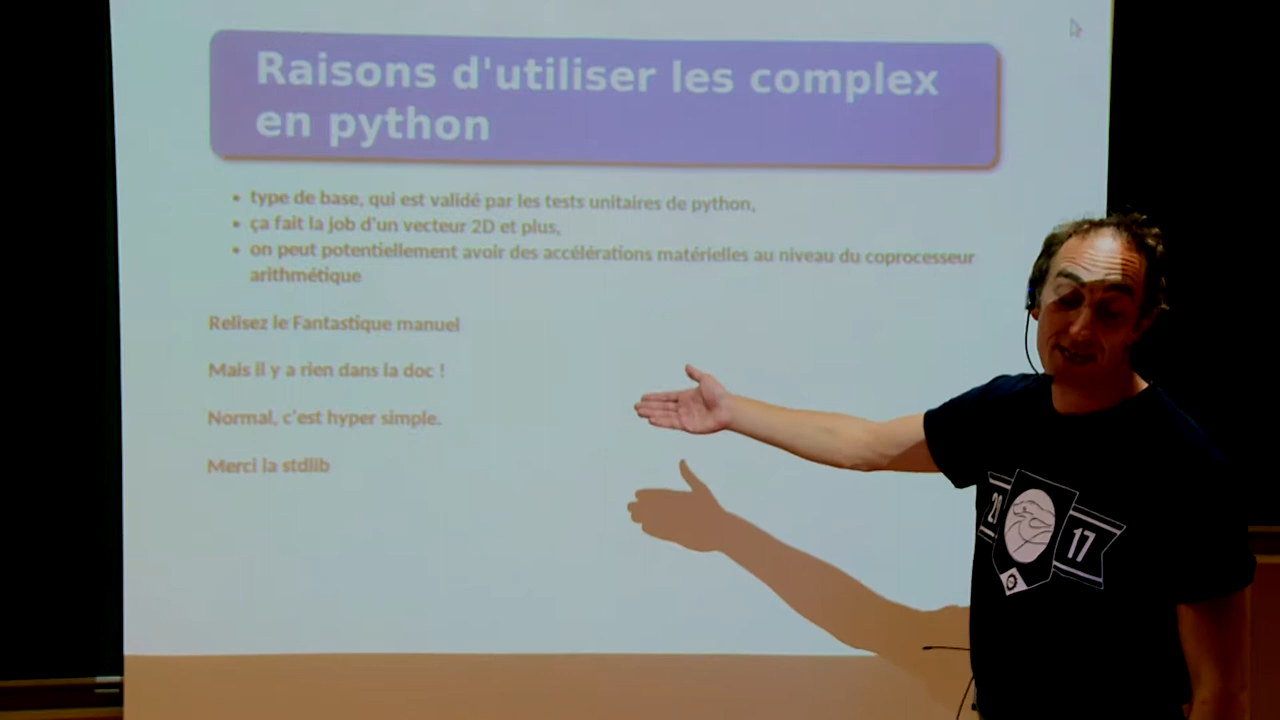 Raisons d'utiliser les complex
en python
• type de base, qui est validé par les tests unitaires de python,
• ça fait la job d'un vecteur 2D et plus,
• on peut potentiellement avoir des accélérations matérielles au niveau du coprocesseur
arithmétique
Relisez le Fantastique manuel
Mais il y a rien dans la doc !
Normal, c'est hyper simple.
Merci la stdlib
20
17